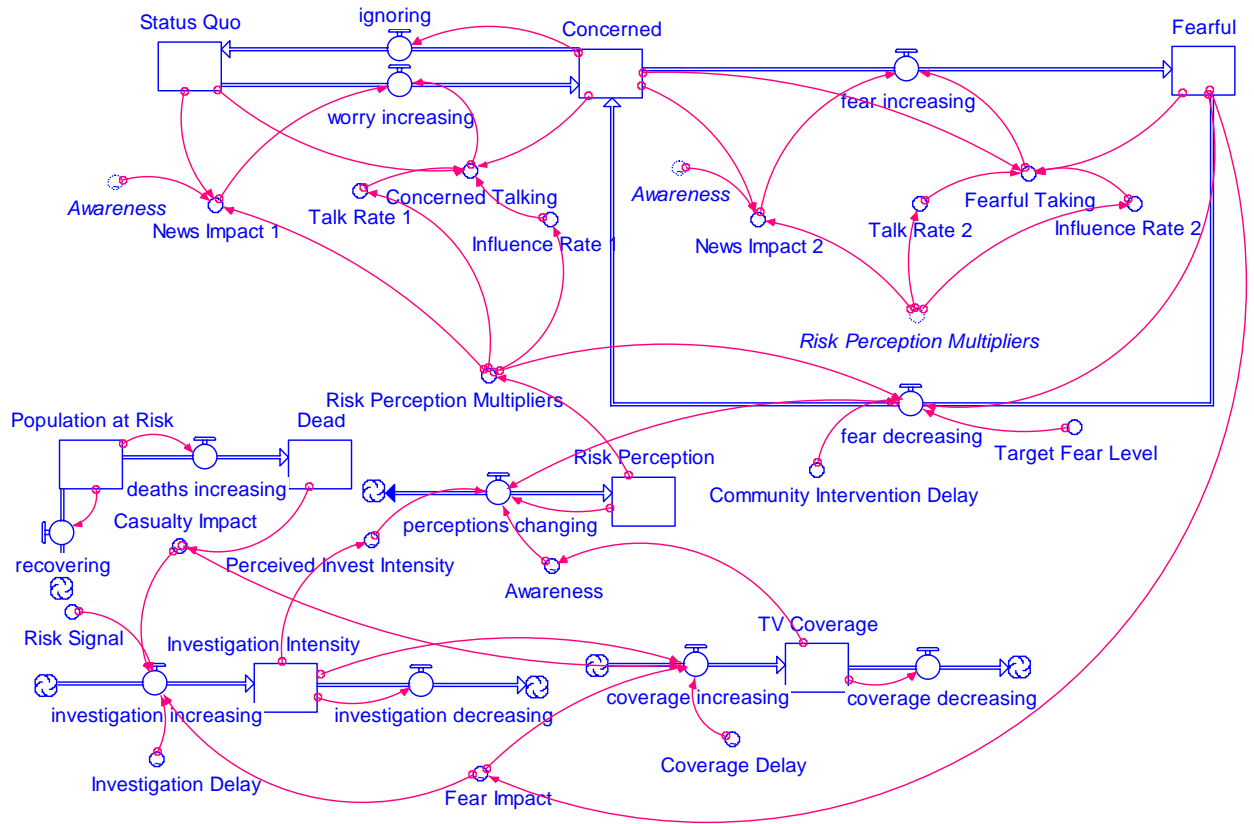 ignoring
Status Quo
Concerned
Fearful
worry increasing
fear increasing
Awareness
News Impact 1
Talk Rate 1
Concerned Talking
Influence Rate 1
Awareness
News Impact 2
Talk Rate 2
Fearful Taking
Influence Rate 2
Risk Perception Multipliers
Risk Perception Multipliers
fear decreasing
Target Fear Level
Community Intervention Delay
Population at Risk
Dead
deaths increasing
Casualty Impact
recovering
Risk Perception
perceptions changing
Perceived Invest Intensity
Awareness
Risk Signal
Investigation Intensity
TV Coverage
investigation increasing
investigation decreasing
coverage increasing
coverage decreasing
Investigation Delay
Fear Impact
Coverage Delay